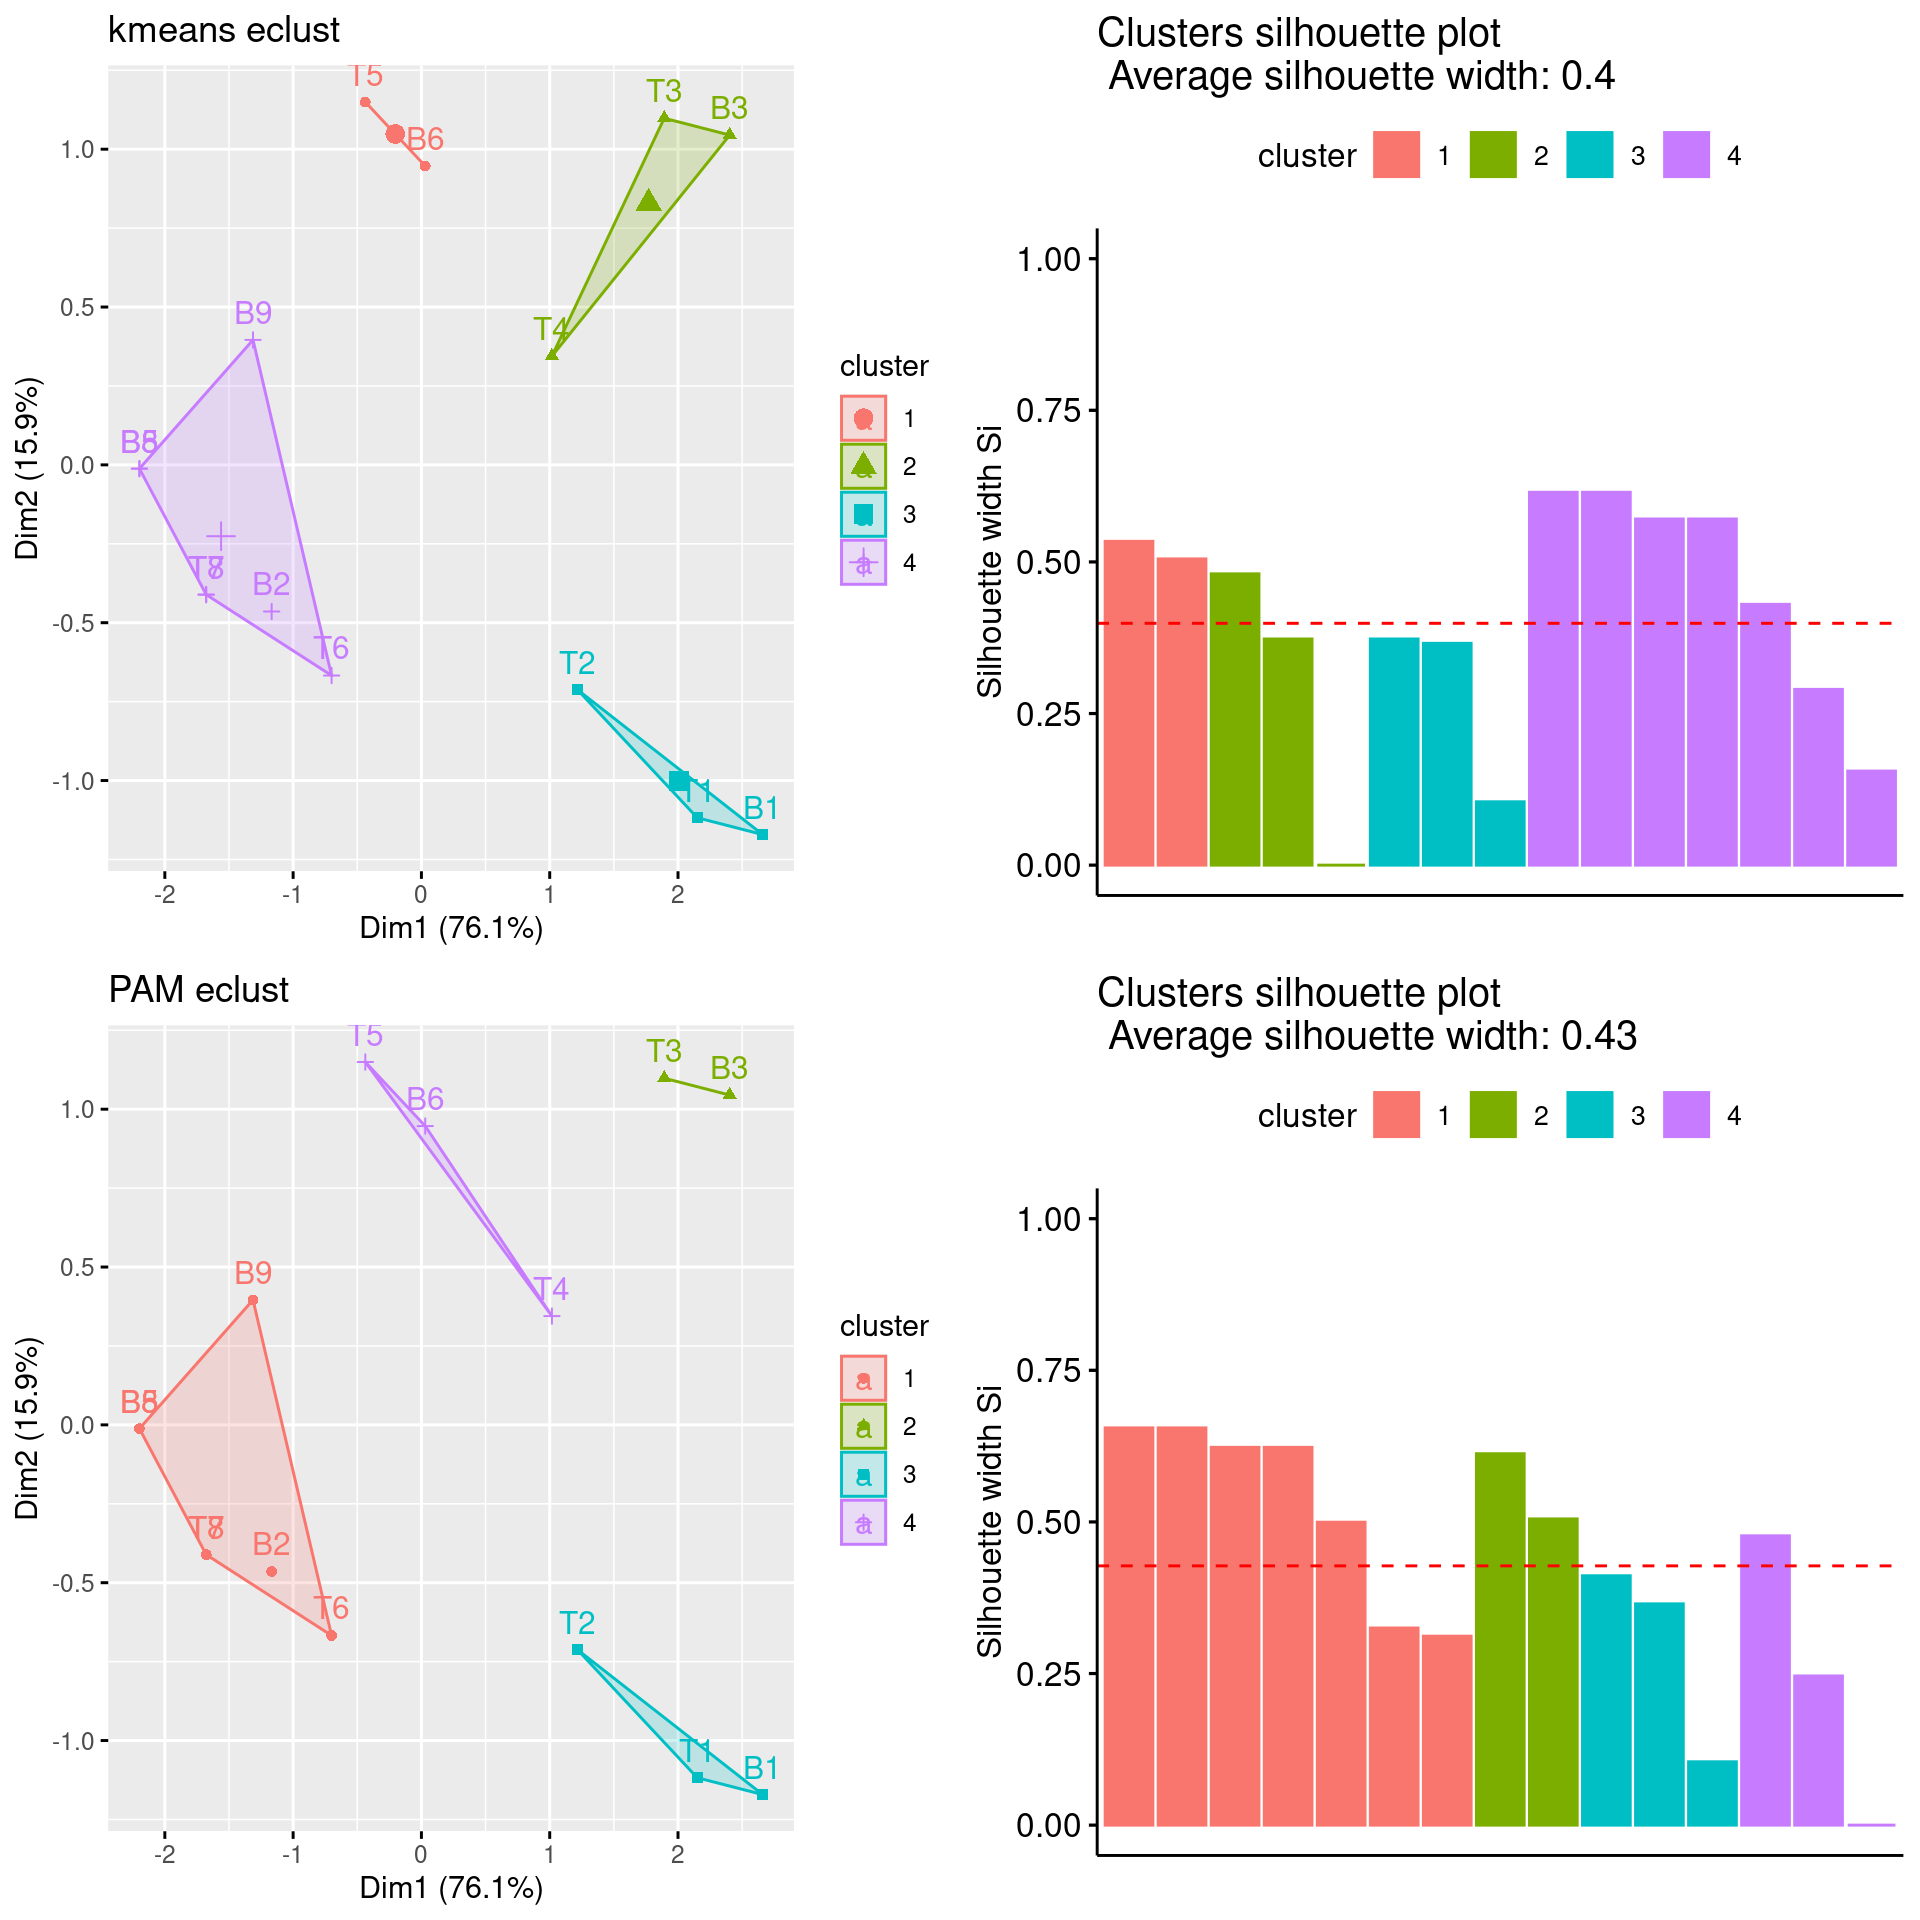 kmeans eclust
T5
B6
T3
B3
T4
B9
B2
T6
T2
T1
B1
1.0
0.5
0.0
-0.5
-1.0
-2
-1
0
1
2
Dim1 (76.1%)
Dim2 (15.9%)
cluster
a 1
a 2
a 3
a 4
Clusters silhouette plot
Average silhouette width: 0.4
cluster 1 2 3 4
1.00
0.75
0.50
0.25
0.00
Silhouette width Si
PAM eclust
T5
B6
T3
B3
T4
B9
B2
T6
T2
T1
B1
1.0
0.5
0.0
-0.5
-1.0
-2
-1
0
1
2
Dim1 (76.1%)
Dim2 (15.9%)
cluster
a 1
a 2
a 3
a 4
Clusters silhouette plot
Average silhouette width: 0.43
cluster 1 2 3 4
1.00
0.75
0.50
0.25
0.00
Silhouette width Si